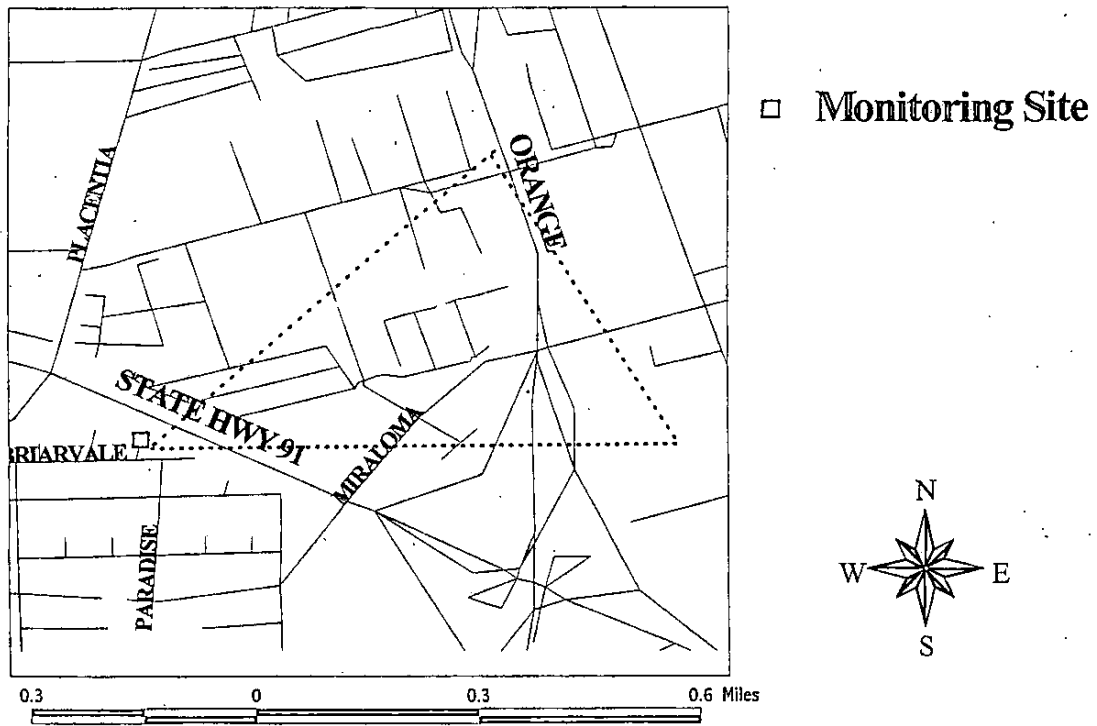 Monitoring Site
ORANGE
PLACENTIA
STATE HWY 91
MIRALOMA
BRIARVALE
PARADISE
N
W E
S
0.3 0 0.3 0.6 Miles